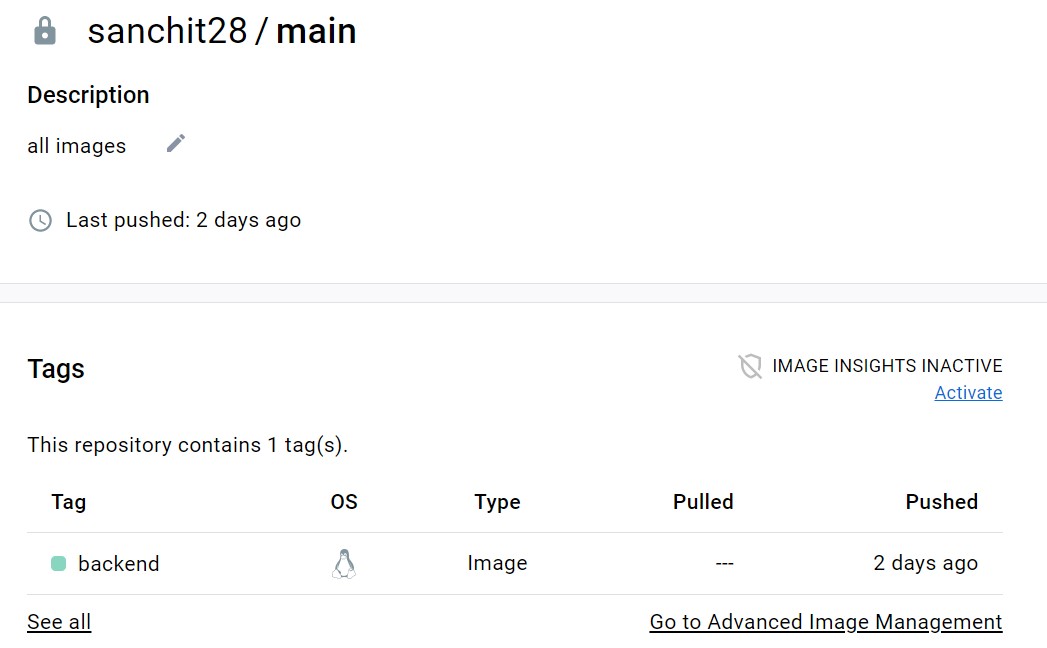 sanchit28 / main
Description
all images
Last pushed: 2 days ago
Tags
IMAGE INSIGHTS INACTIVE
Activate
This repository contains 1 tag(s).
Tag OS Type Pulled Pushed
backend Image --- 2 days ago
See all Go to Advanced Image Management